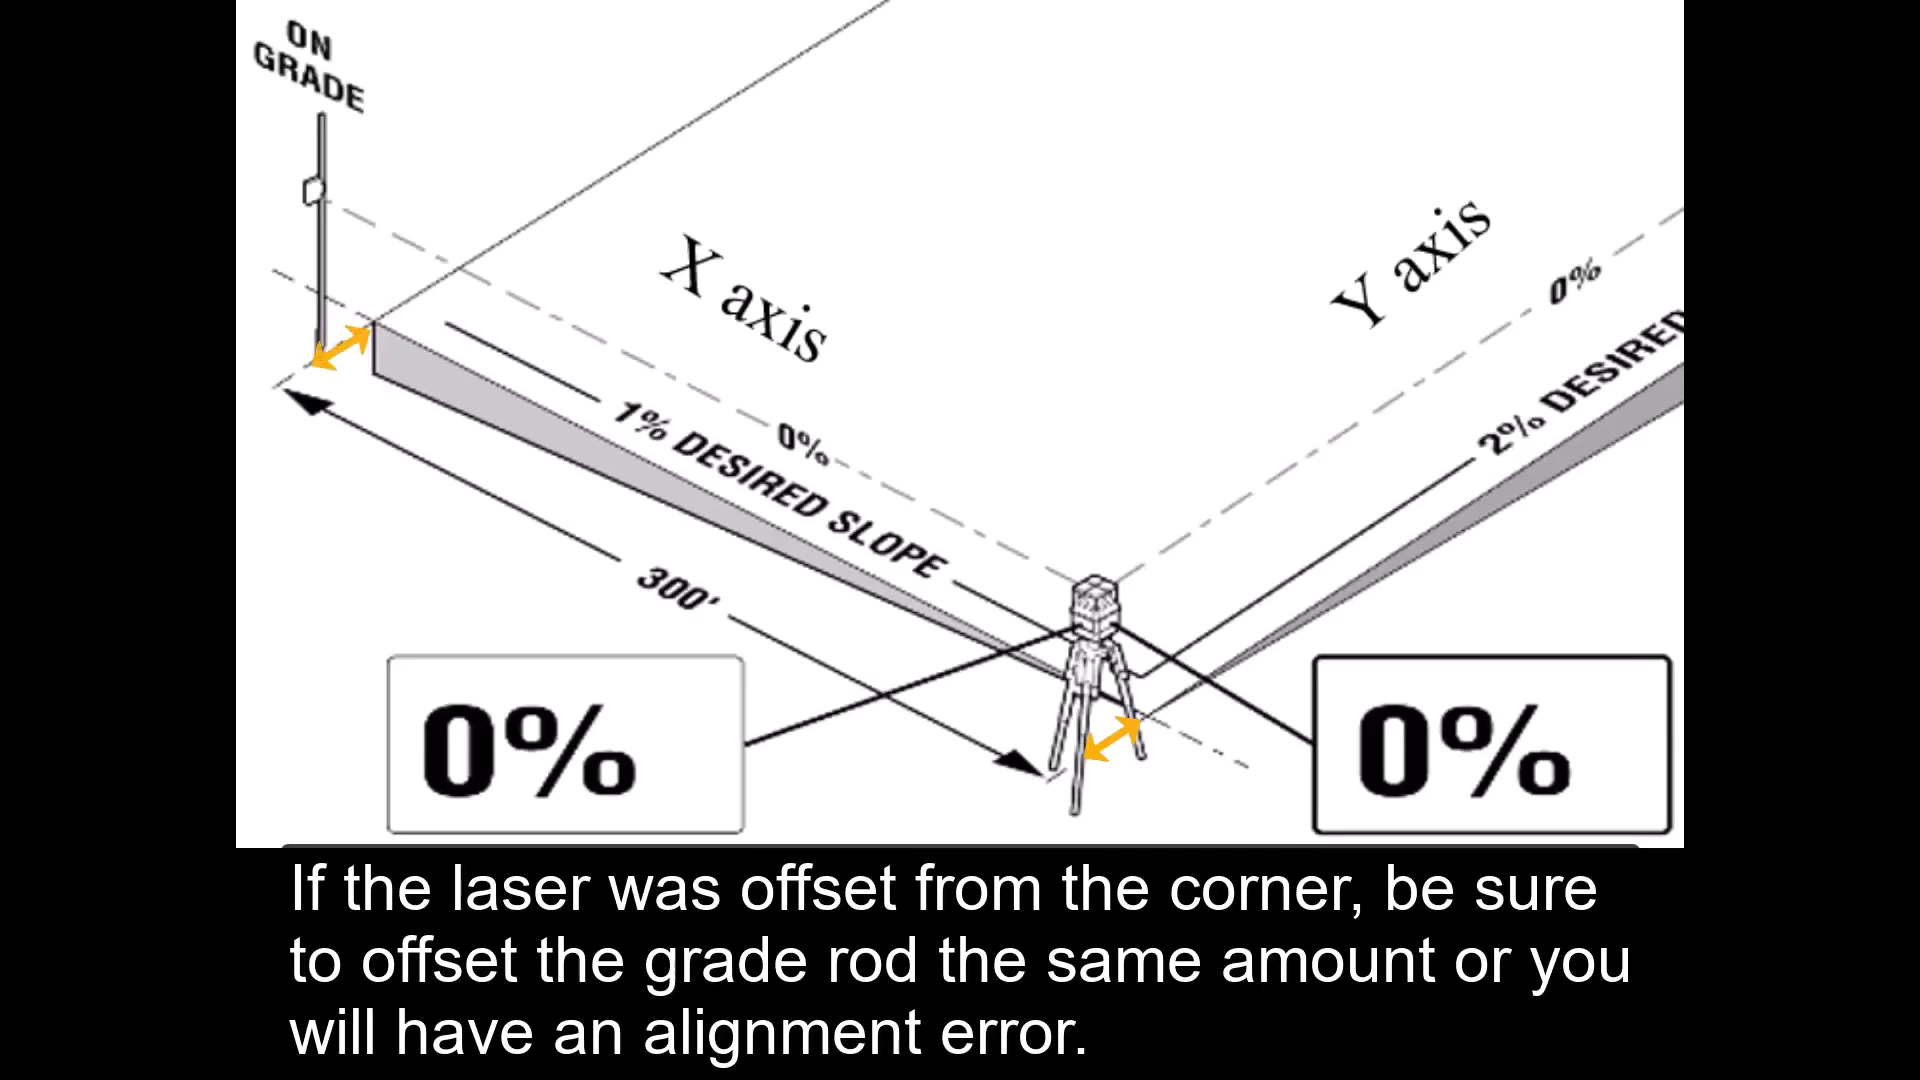 ON
GRADE
X axis
Y axis
0%
2% DESIRED
0%
1% DESIRED SLOPE
300'
0%
0%
If the laser was offset from the corner, be sure
to offset the grade rod the same amount or you
will have an alignment error.